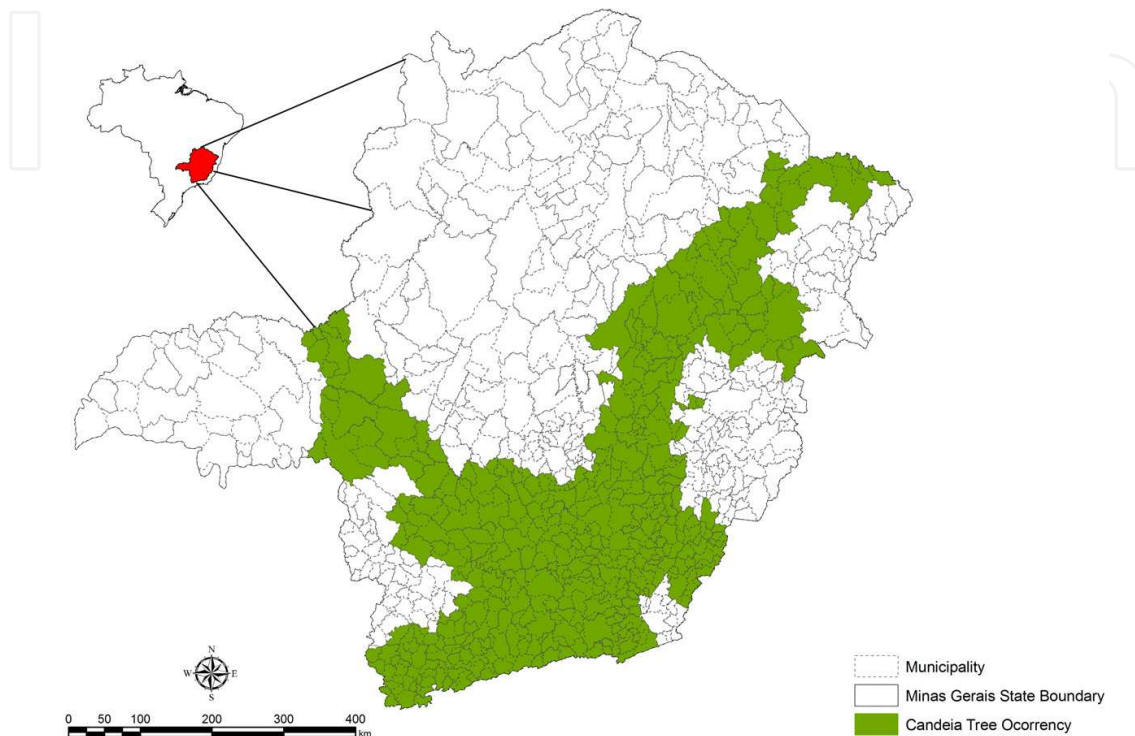 N
W E
S
Municipality
Minas Gerais State Boundary
Candeia Tree Ocorrency
0 50 100 200 300 400
km